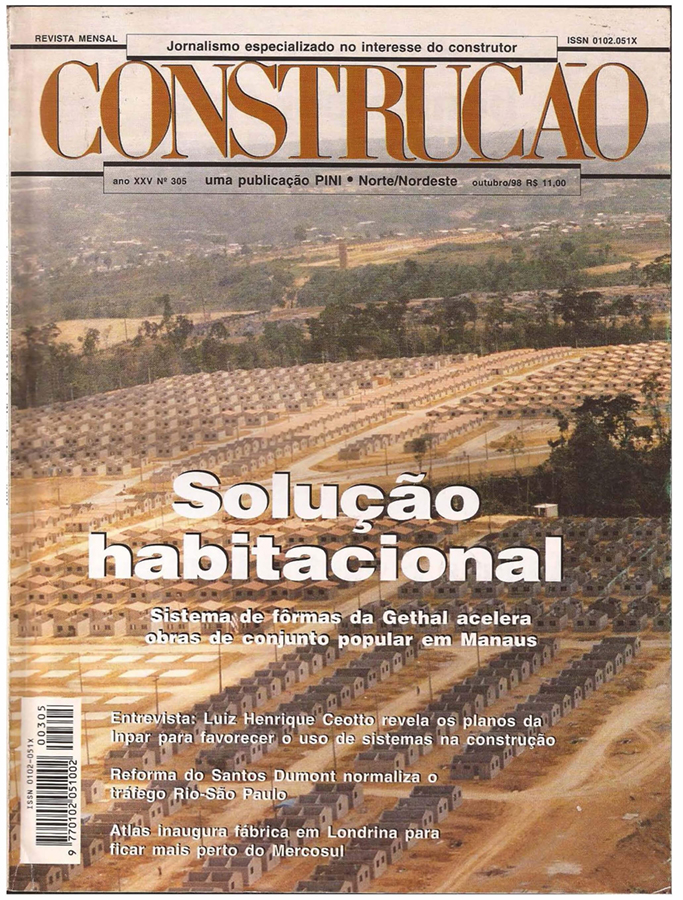 REVISTA MENSAL
Jornalismo especializado no interesse do construtor
ISSN 0102.051X
CONSTRUÇÃO
ano XXV Nº 305 uma publicação PINI • Norte/Nordeste outubro/98 R$ 11,00
Solução
habitacional
Sistema de fôrmas da Gethal acelera
obras de conjunto popular em Manaus
Entrevista: Luiz Henrique Ceotto revela os planos da
Inpar para favorecer o uso de sistemas na construção
Reforma do Santos Dumont normaliza o
tráfego Rio-São Paulo
Atlas inaugura fábrica em Londrina para
ficar mais perto do Mercosul
ISSN 0102-051X
00305
9 770102 051002